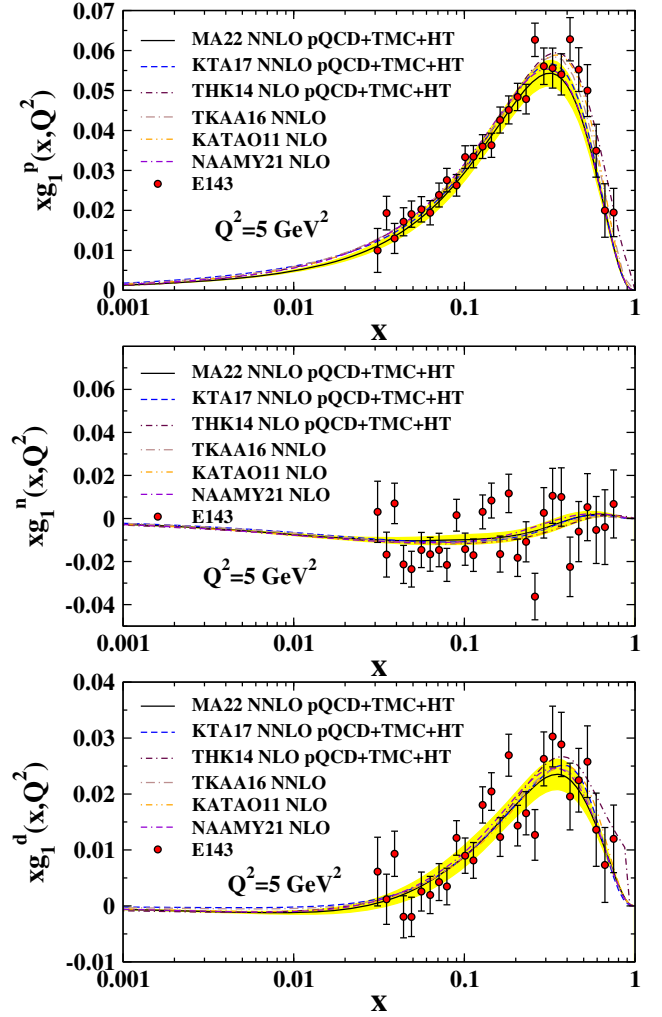 0.07
0.06
0.05
0.04
0.03
0.02
0.01
0
xg₁ᵖ(x,Q²)
MA22 NNLO pQCD+TMC+HT
KTA17 NNLO pQCD+TMC+HT
THK14 NLO pQCD+TMC+HT
TKAA16 NNLO
KATAO11 NLO
NAAMY21 NLO
E143
Q²=5 GeV²
0.001 0.01 0.1 1
x
0.06
0.04
0.02
0
-0.02
-0.04
xg₁ⁿ(x,Q²)
MA22 NNLO pQCD+TMC+HT
KTA17 NNLO pQCD+TMC+HT
THK14 NLO pQCD+TMC+HT
TKAA16 NNLO
KATAO11 NLO
NAAMY21 NLO
E143
Q²=5 GeV²
0.001 0.01 0.1 1
x
0.04
0.03
0.02
0.01
0
-0.01
xg₁ᵈ(x,Q²)
MA22 NNLO pQCD+TMC+HT
KTA17 NNLO pQCD+TMC+HT
THK14 NLO pQCD+TMC+HT
TKAA16 NNLO
KATAO11 NLO
NAAMY21 NLO
E143
Q²=5 GeV²
0.001 0.01 0.1 1
x